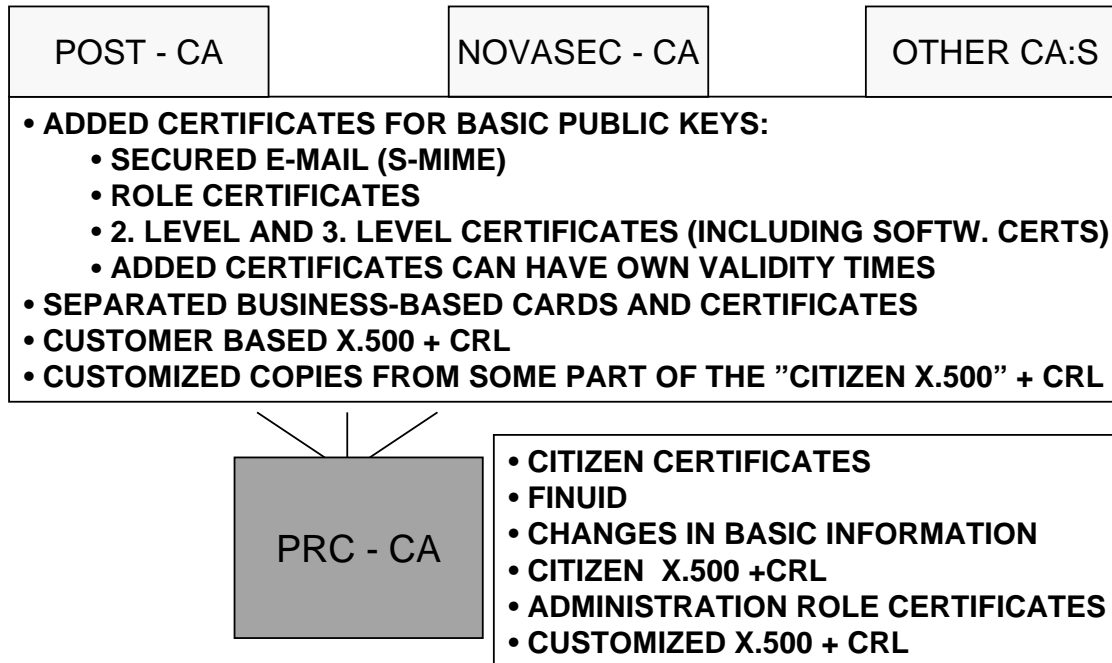 POST - CA
NOVASEC - CA
OTHER CA:S
• ADDED CERTIFICATES FOR BASIC PUBLIC KEYS:
• SECURED E-MAIL (S-MIME)
• ROLE CERTIFICATES
• 2. LEVEL AND 3. LEVEL CERTIFICATES (INCLUDING SOFTW. CERTS)
• ADDED CERTIFICATES CAN HAVE OWN VALIDITY TIMES
• SEPARATED BUSINESS-BASED CARDS AND CERTIFICATES
• CUSTOMER BASED X.500 + CRL
• CUSTOMIZED COPIES FROM SOME PART OF THE ”CITIZEN X.500” + CRL
PRC - CA
• CITIZEN CERTIFICATES
• FINUID
• CHANGES IN BASIC INFORMATION
• CITIZEN  X.500 +CRL
• ADMINISTRATION ROLE CERTIFICATES
• CUSTOMIZED X.500 + CRL